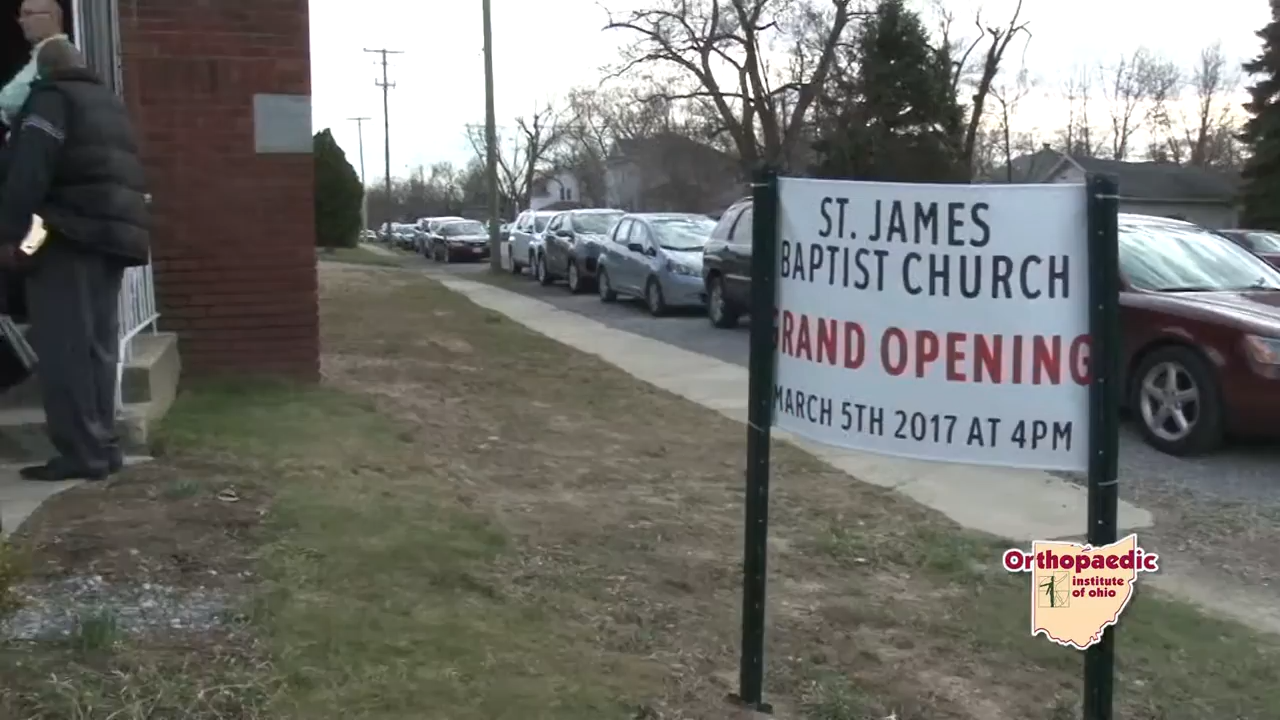 ST. JAMES
BAPTIST CHURCH
GRAND OPENING
MARCH 5TH 2017 AT 4PM
Orthopaedic
institute
of ohio